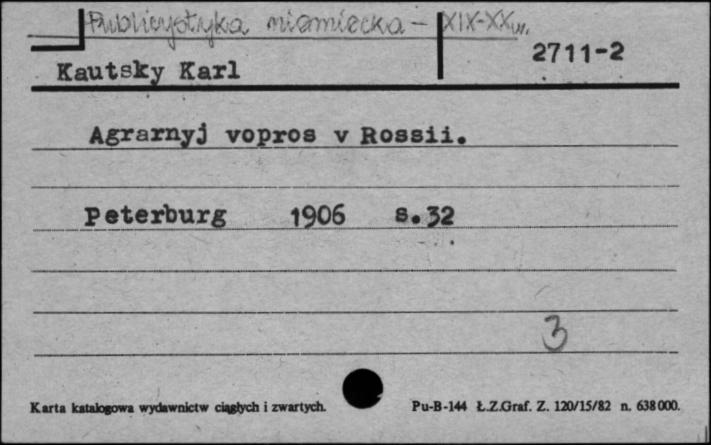 Publicystyka niemiecka - XIX-XX w.
2711-2
Kautsky Karl
Agrarnyj vopros v Rossii.
Peterburg 1906 s.32
3
Karta katalogowa wydawnictw ciągłych i zwartych. Pu-B-144 Ł.Z.Graf. Z. 120/15/82 n. 638000.